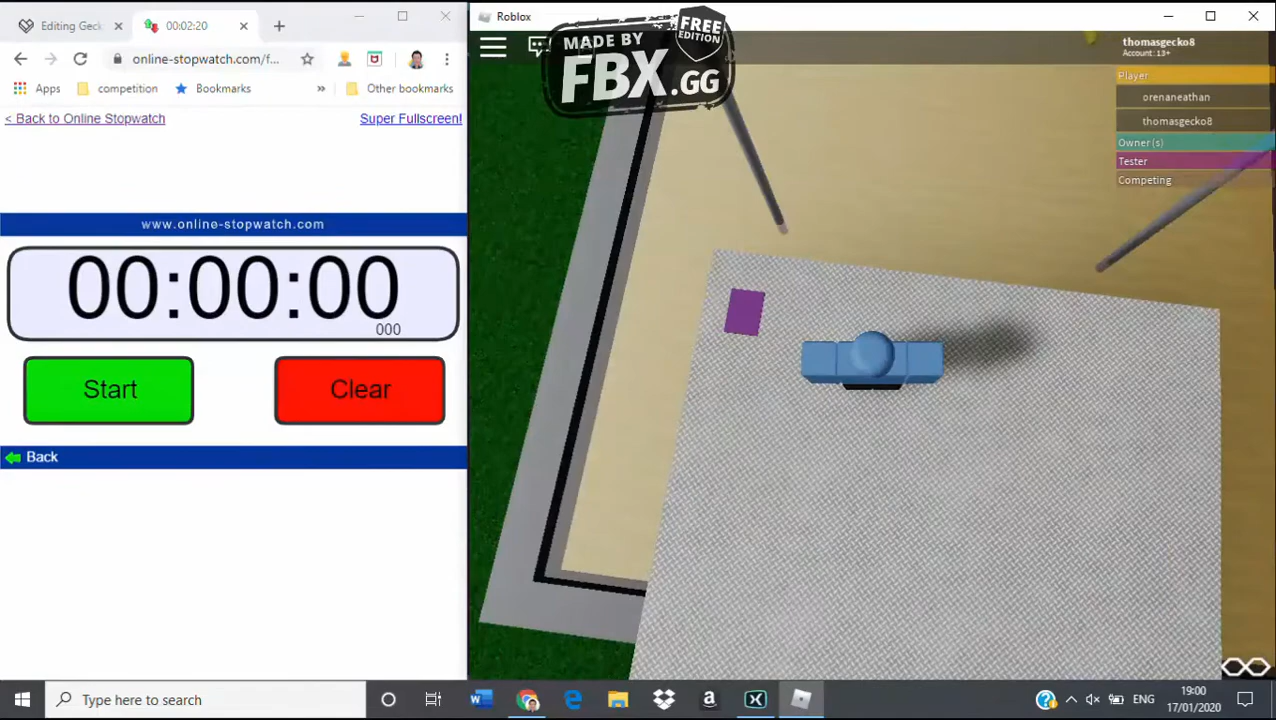 Editing Geck
00:02:20
online-stopwatch.com/f...
Apps
competition
Bookmarks
»
Other bookmarks
< Back to Online Stopwatch
Super Fullscreen!
www.online-stopwatch.com
00:00:00
000
Start
Clear
Back
Roblox
MADE BY
FBX.GG
FREE
EDITION
thomasgecko8
Account: 13+
Player
orenaneathan
thomasgecko8
Owner(s)
Tester
Competing
Type here to search
ENG
19:00
17/01/2020